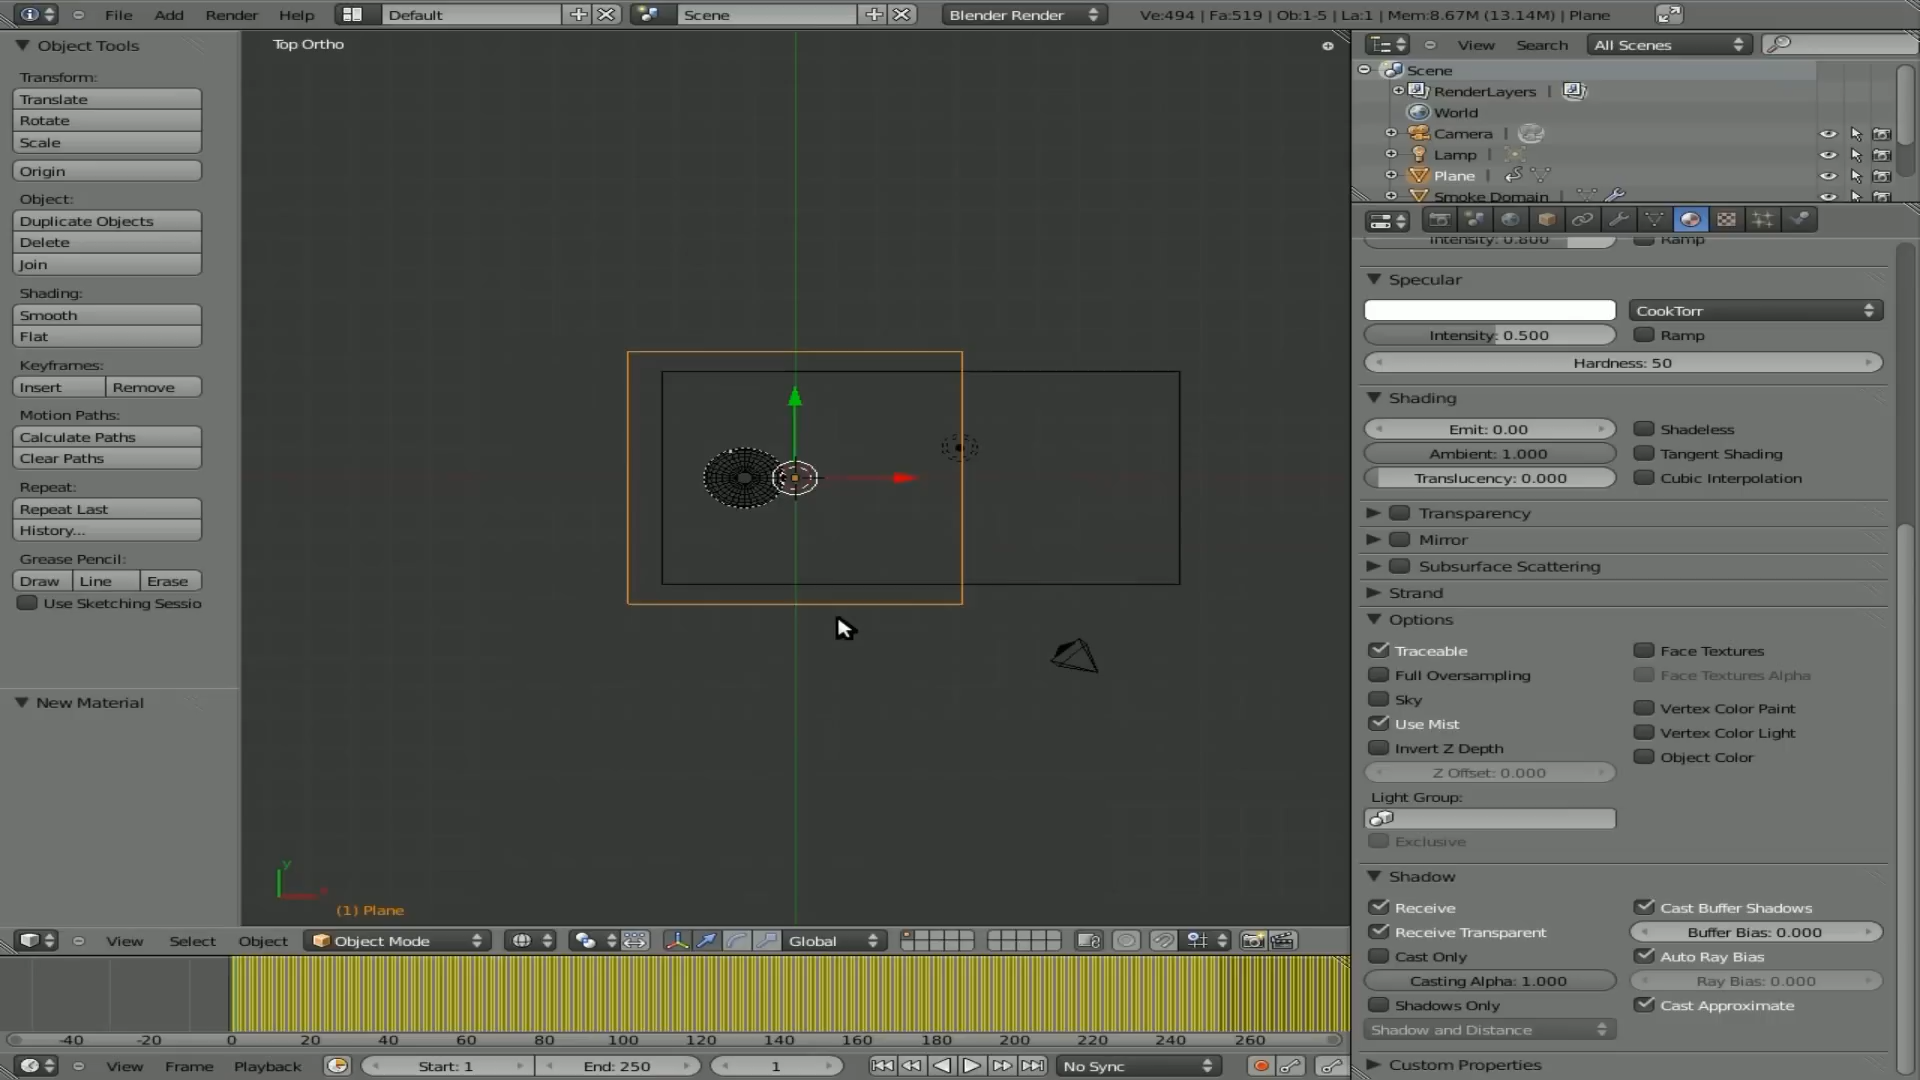 File Add Render Help Default Scene Blender Render Ve:494 | Fa:519 | Ob:1-5 | La:1 | Mem:8.67M (13.14M) | Plane
Object Tools
Transform:
Translate
Rotate
Scale
Origin
Object:
Duplicate Objects
Delete
Join
Shading:
Smooth
Flat
Keyframes:
Insert Remove
Motion Paths:
Calculate Paths
Clear Paths
Repeat:
Repeat Last
History...
Grease Pencil:
Draw Line Erase
Use Sketching Sessio
New Material
Top Ortho
y
(1) Plane
View Select Object Object Mode Global
-40 -20 0 20 40 60 80 100 120 140 160 180 200 220 240 260
View Frame Playback Start: 1 End: 250 1 No Sync
View Search All Scenes
Scene
RenderLayers |
World
Camera |
Lamp |
Plane |
Smoke Domain
Intensity: 0.800 Ramp
Specular
CookTorr
Intensity: 0.500 Ramp
Hardness: 50
Shading
Emit: 0.00 Shadeless
Ambient: 1.000 Tangent Shading
Translucency: 0.000 Cubic Interpolation
Transparency
Mirror
Subsurface Scattering
Strand
Options
Traceable Face Textures
Full Oversampling Face Textures Alpha
Sky Vertex Color Paint
Use Mist Vertex Color Light
Invert Z Depth Object Color
Z Offset: 0.000
Light Group:
Exclusive
Shadow
Receive Cast Buffer Shadows
Receive Transparent Buffer Bias: 0.000
Cast Only Auto Ray Bias
Casting Alpha: 1.000 Ray Bias: 0.000
Shadows Only Cast Approximate
Shadow and Distance
Custom Properties